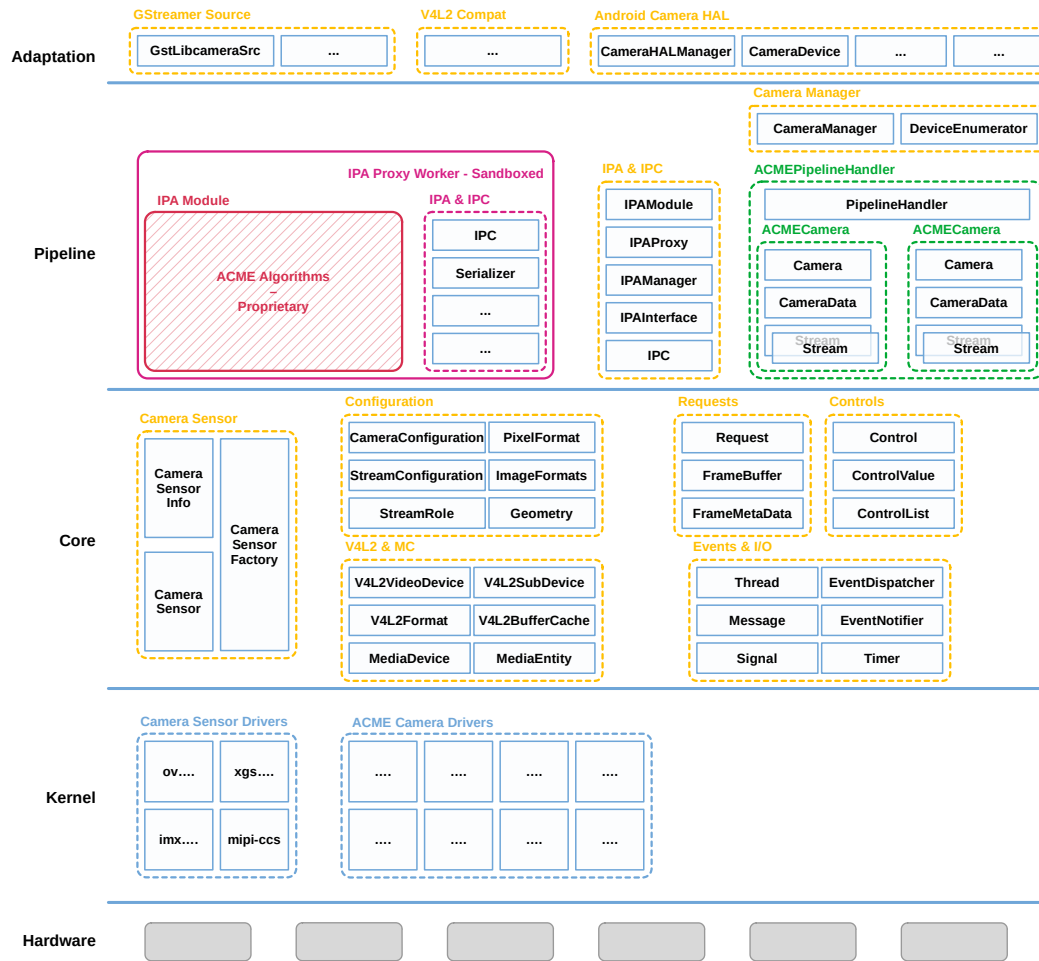 GStreamer Source
V4L2 Compat
Android Camera HAL
Adaptation
GstLibcameraSrc
...
...
CameraHALManager
CameraDevice
...
...
Camera Manager
CameraManager
DeviceEnumerator
Pipeline
IPA Proxy Worker - Sandboxed
IPA Module
ACME Algorithms
–
Proprietary
IPA & IPC
IPC
Serializer
...
...
IPA & IPC
IPAModule
IPAProxy
IPAManager
IPAInterface
IPC
ACMEPipelineHandler
PipelineHandler
ACMECamera
Camera
CameraData
Stream
Stream
ACMECamera
Camera
CameraData
Stream
Stream
Core
Camera Sensor
Camera
Sensor
Info
Camera
Sensor
Camera
Sensor
Factory
Configuration
CameraConfiguration
PixelFormat
StreamConfiguration
ImageFormats
StreamRole
Geometry
Requests
Request
FrameBuffer
FrameMetaData
Controls
Control
ControlValue
ControlList
V4L2 & MC
V4L2VideoDevice
V4L2SubDevice
V4L2Format
V4L2BufferCache
MediaDevice
MediaEntity
Events & I/O
Thread
EventDispatcher
Message
EventNotifier
Signal
Timer
Kernel
Camera Sensor Drivers
ov....
xgs....
imx....
mipi-ccs
ACME Camera Drivers
....
....
....
....
....
....
....
....
Hardware